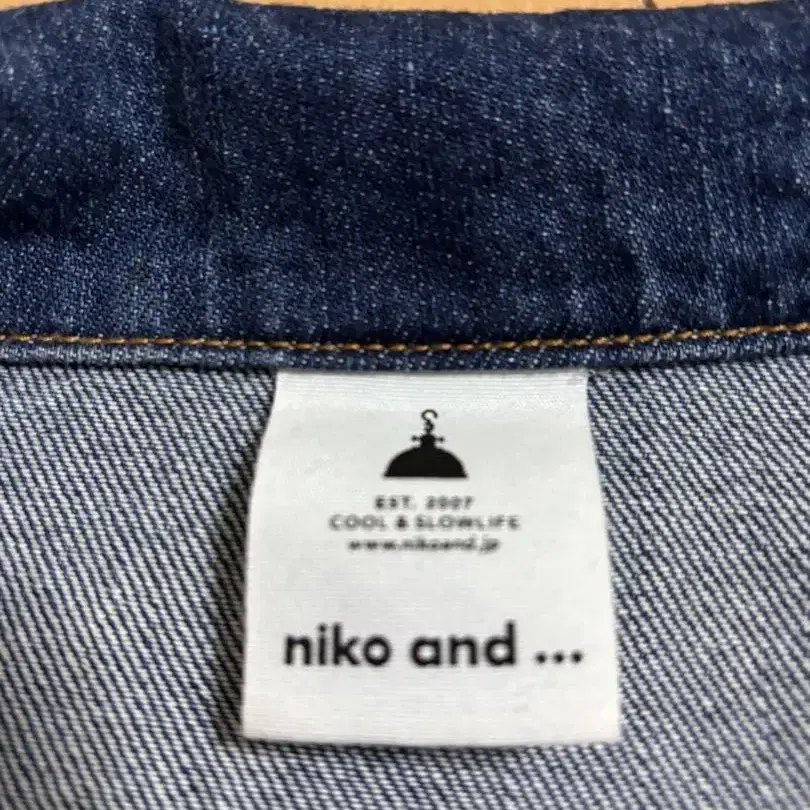 EST. 2007
COOL & SLOWLIFE
www.nikoand.jp
niko and ...